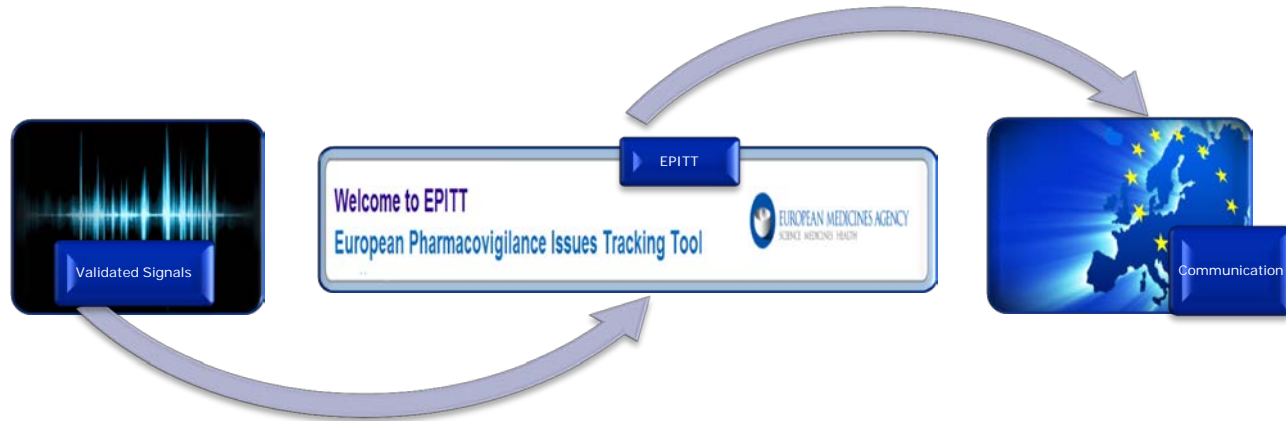 Validated Signals
EPITT
Welcome to EPITT
European Pharmacovigilance Issues Tracking Tool
EUROPEAN MEDICINES AGENCY
SCIENCE MEDICINES HEALTH
Communication